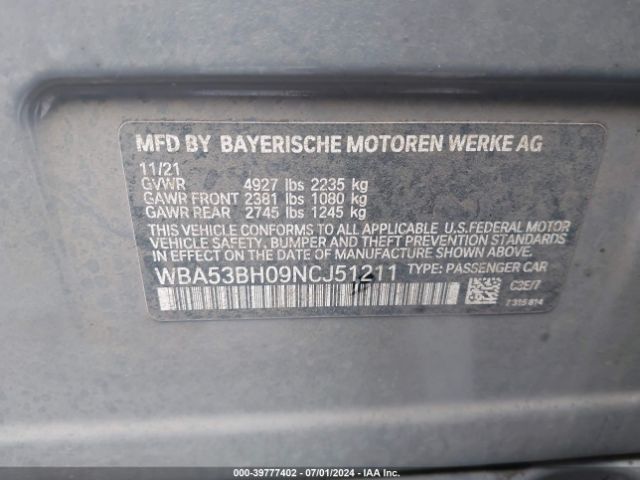 MFD BY BAYERISCHE MOTOREN WERKE AG
11/21
GVWR 4927 lbs 2235 kg
GAWR FRONT 2381 lbs 1080 kg
GAWR REAR 2745 lbs 1245 kg
THIS VEHICLE CONFORMS TO ALL APPLICABLE U.S.FEDERAL MOTOR
VEHICLE SAFETY, BUMPER AND THEFT PREVENTION STANDARDS
IN EFFECT ON THE DATE OF MANUFACTURE SHOWN ABOVE.
WBA53BH09NCJ51211 TYPE: PASSENGER CAR
C3E/7
7 315 814
000-39777402 - 07/01/2024 - IAA Inc.